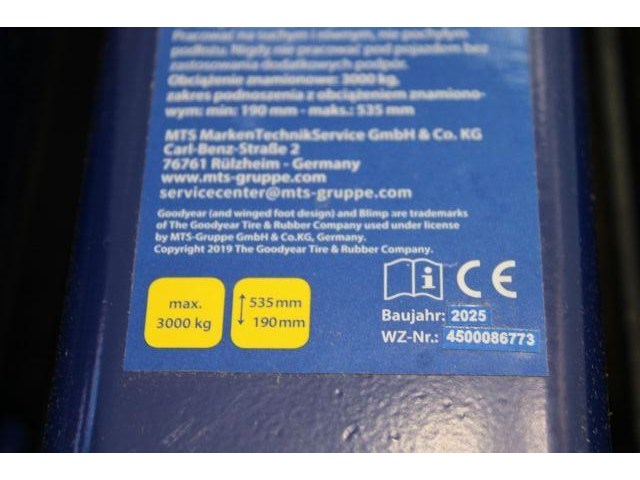 Pracować na suchym i równym, nie pochyłym
podłożu. Nigdy nie pracować pod pojazdem bez
zastosowania dodatkowych podpór.
Obciążenie znamionowe: 3000 kg,
zakres podnoszenia z obciążeniem znamiono-
wym: min: 190 mm - maks.: 535 mm
MTS MarkenTechnikService GmbH & Co. KG
Carl-Benz-Straße 2
76761 Rülzheim - Germany
www.mts-gruppe.com
servicecenter@mts-gruppe.com
Goodyear (and winged foot design) and Blimp are trademarks
of The Goodyear Tire & Rubber Company used under license
by MTS-Gruppe GmbH & Co.KG, Germany.
Copyright 2019 The Goodyear Tire & Rubber Company.
max.
3000 kg
535 mm
190 mm
i CE
Baujahr: 2025
WZ-Nr.: 4500086773